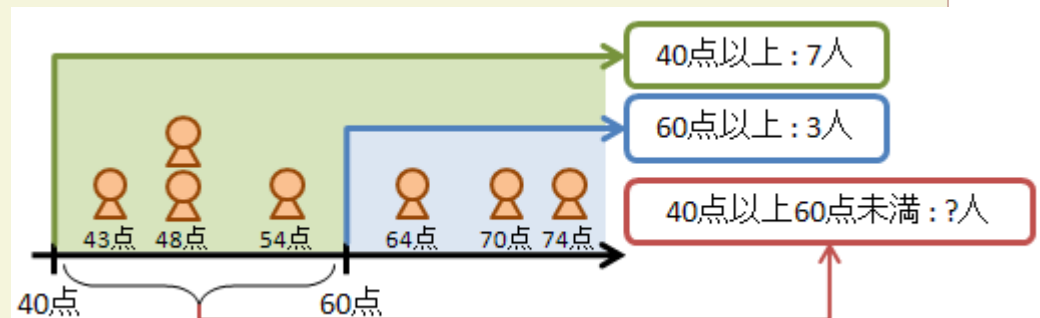 40点以上 : 7人
60点以上 : 3人
40点以上60点未満 : ?人
43点 48点 54点 64点 70点 74点
40点 60点